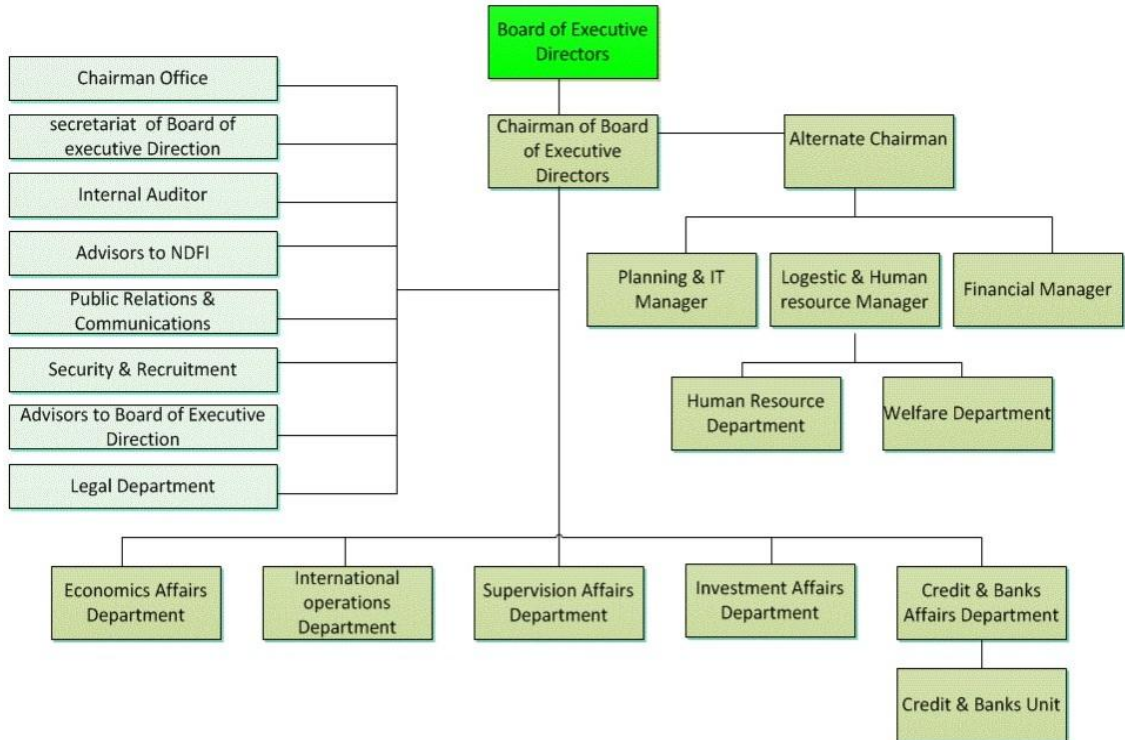 Board of Executive
Directors
Chairman Office
secretariat of Board of
executive Direction
Internal Auditor
Advisors to NDFI
Public Relations &
Communications
Security & Recruitment
Advisors to Board of Executive
Direction
Legal Department
Chairman of Board
of Executive
Directors
Alternate Chairman
Planning & IT
Manager
Logestic & Human
resource Manager
Financial Manager
Human Resource
Department
Welfare Department
Economics Affairs
Department
International
operations
Department
Supervision Affairs
Department
Investment Affairs
Department
Credit & Banks
Affairs Department
Credit & Banks Unit